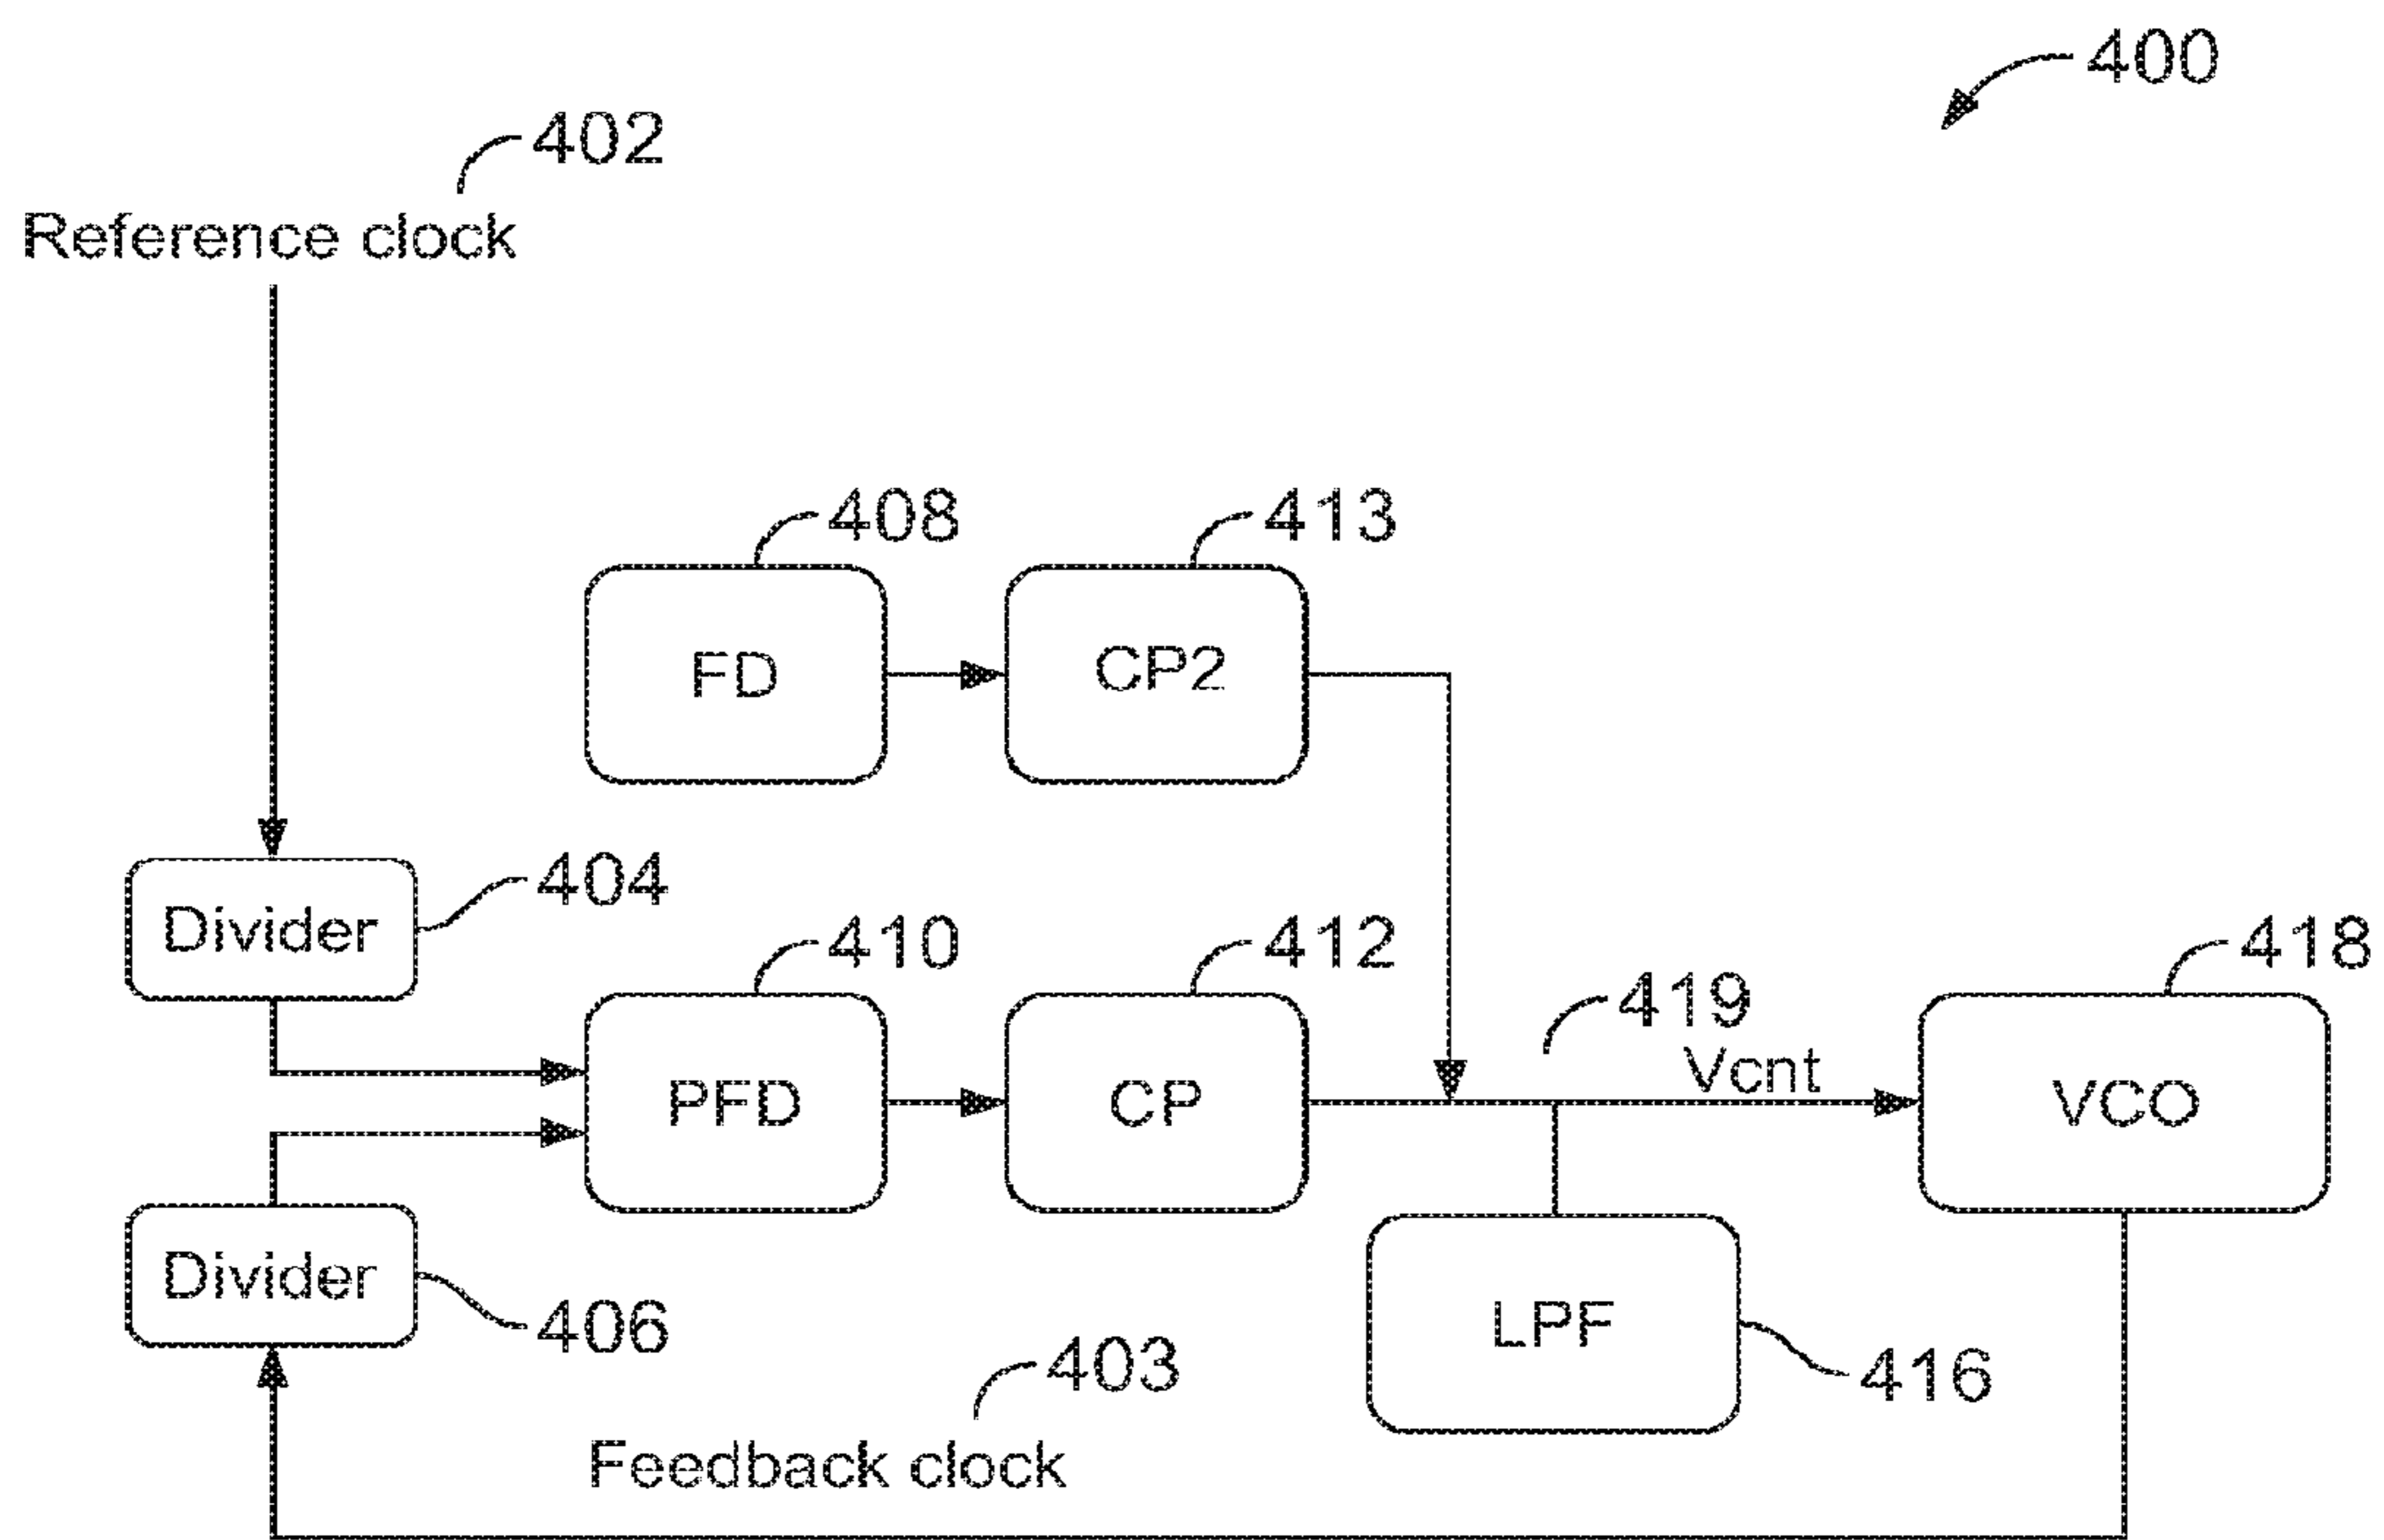 400
402
Reference clock
408
413
FD
CP2
404
Divider
410
412
419
418
Vcnt
PFD
CP
VCO
Divider
406
LPF
403
416
Feedback clock